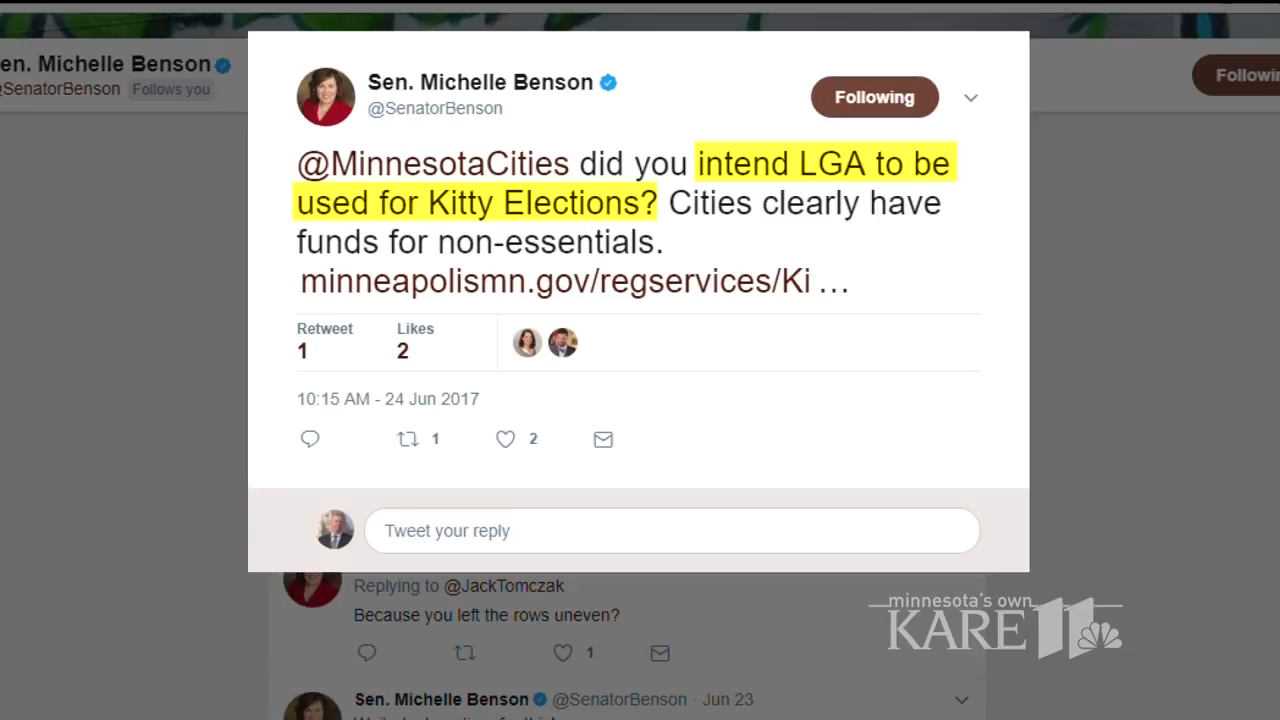 en. Michelle Benson
SenatorBenson Follows you
Followin
Sen. Michelle Benson
@SenatorBenson
Following
@MinnesotaCities did you intend LGA to be
used for Kitty Elections? Cities clearly have
funds for non-essentials.
minneapolismn.gov/regservices/Ki …
Retweet Likes
1 2
10:15 AM - 24 Jun 2017
1 2
Tweet your reply
Replying to @JackTomczak
Because you left the rows uneven?
1
minnesota's own
KARE 11
Sen. Michelle Benson @SenatorBenson · Jun 23